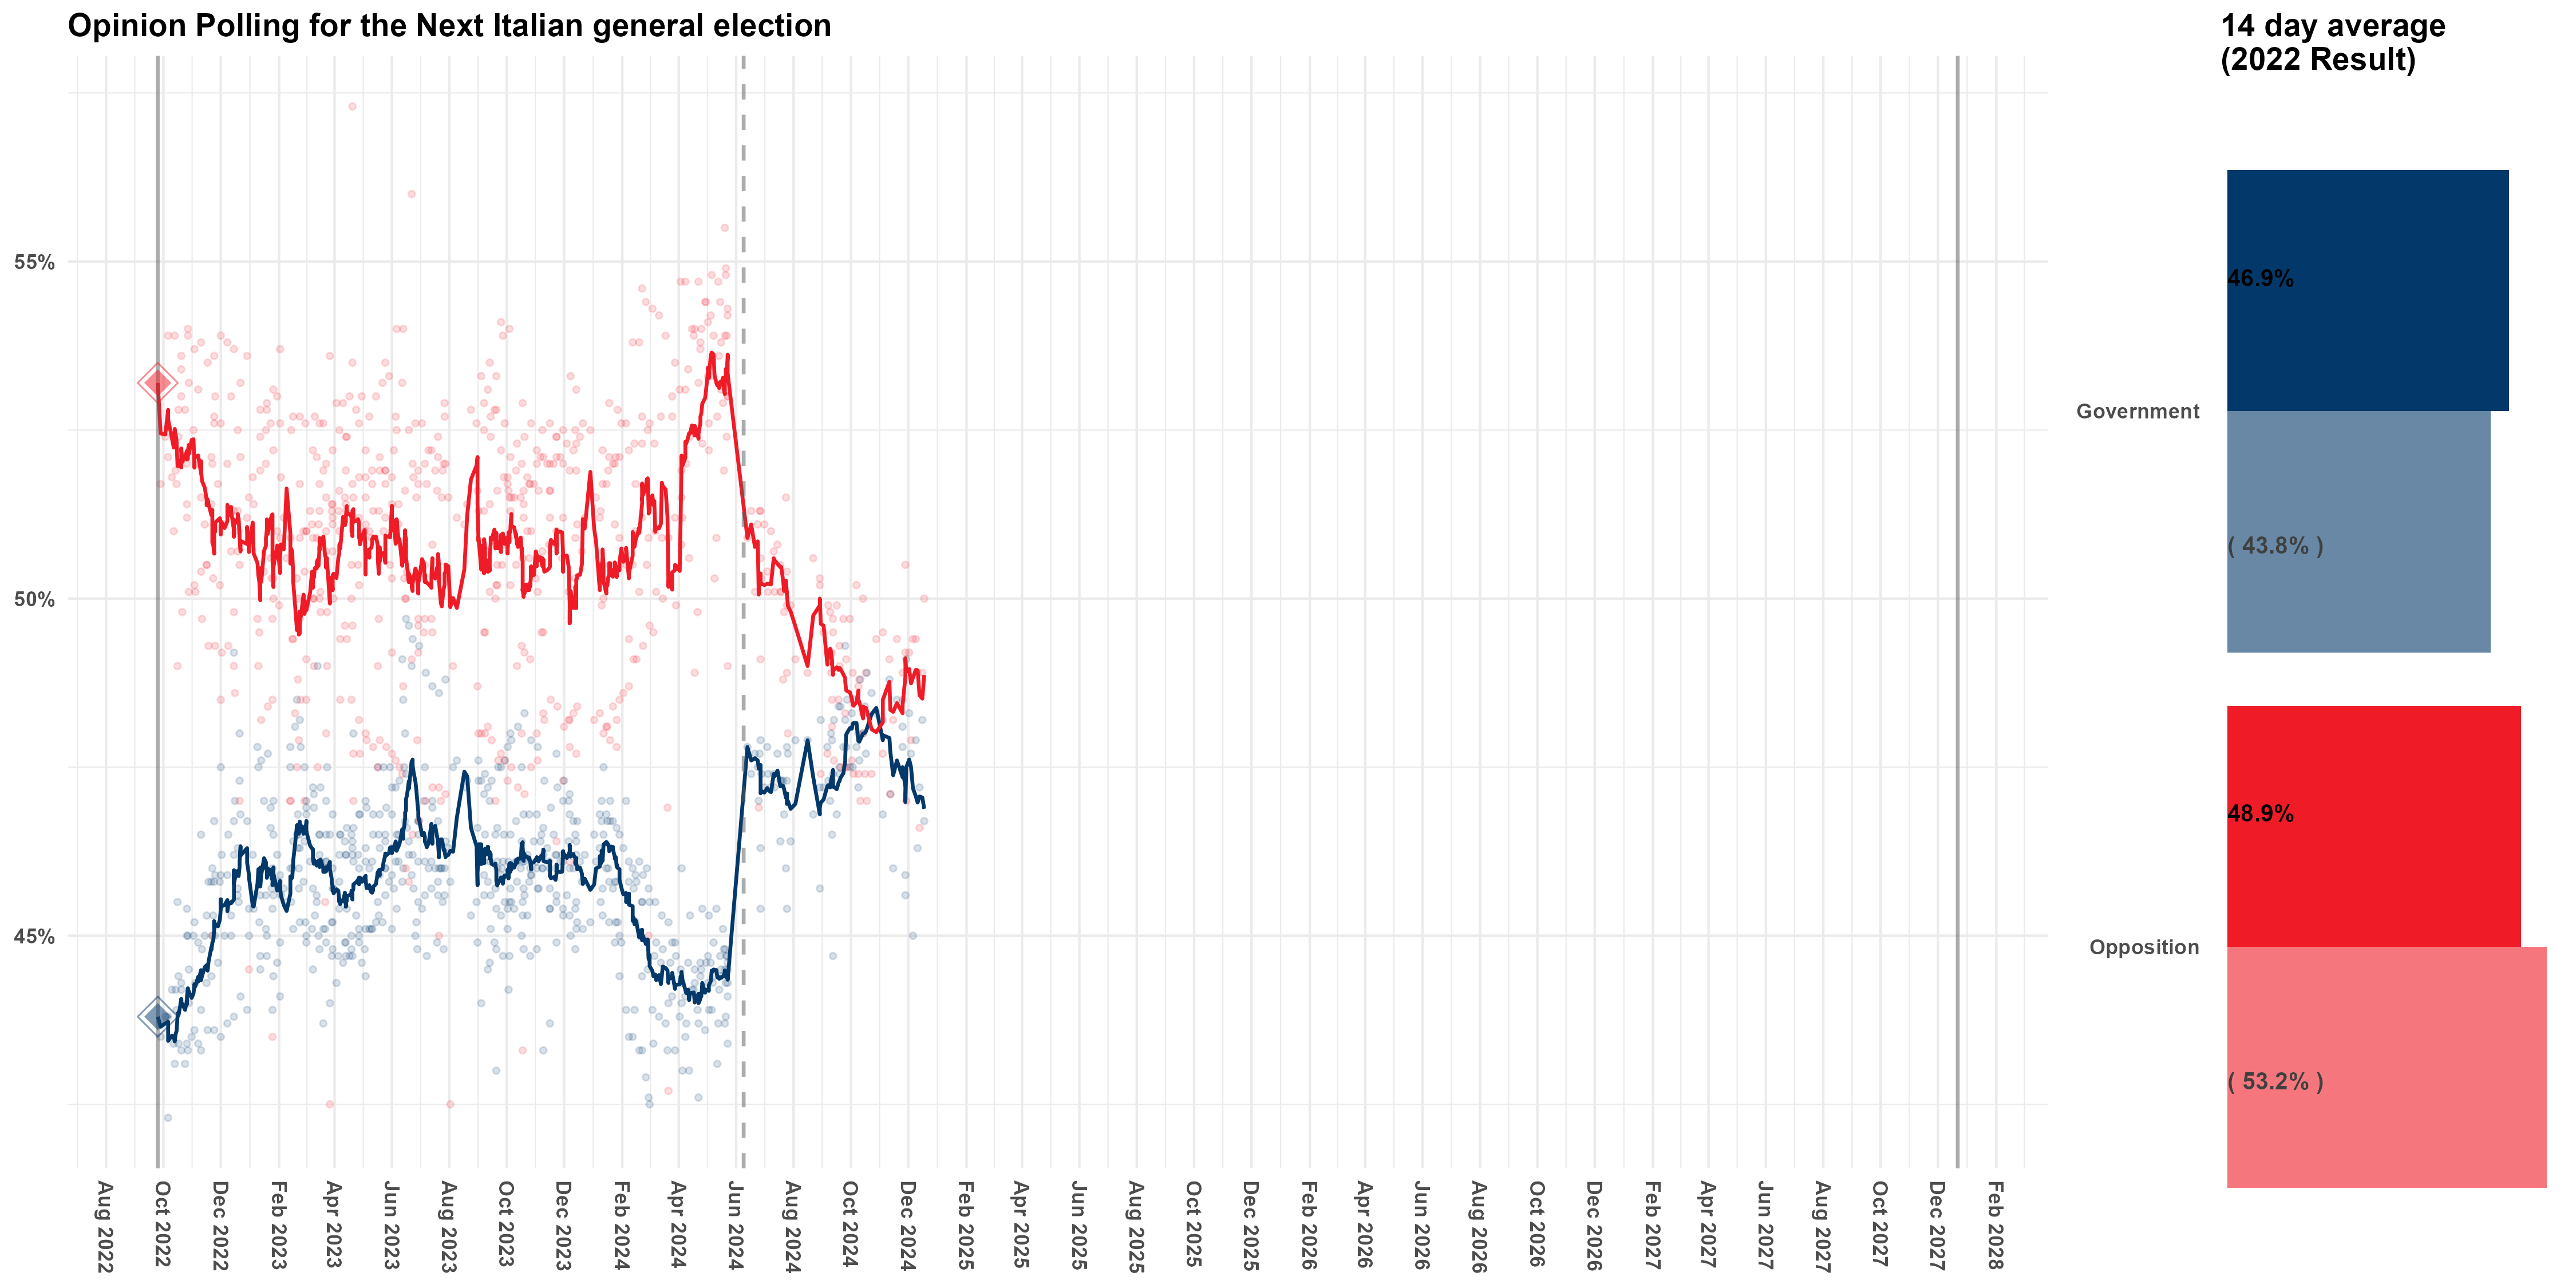 Opinion Polling for the Next Italian general election
14 day average
(2022 Result)
55%
50%
45%
Aug 2022
Oct 2022
Dec 2022
Feb 2023
Apr 2023
Jun 2023
Aug 2023
Oct 2023
Dec 2023
Feb 2024
Apr 2024
Jun 2024
Aug 2024
Oct 2024
Dec 2024
Feb 2025
Apr 2025
Jun 2025
Aug 2025
Oct 2025
Dec 2025
Feb 2026
Apr 2026
Jun 2026
Aug 2026
Oct 2026
Dec 2026
Feb 2027
Apr 2027
Jun 2027
Aug 2027
Oct 2027
Dec 2027
Feb 2028
Government
46.9%
( 43.8% )
Opposition
48.9%
( 53.2% )